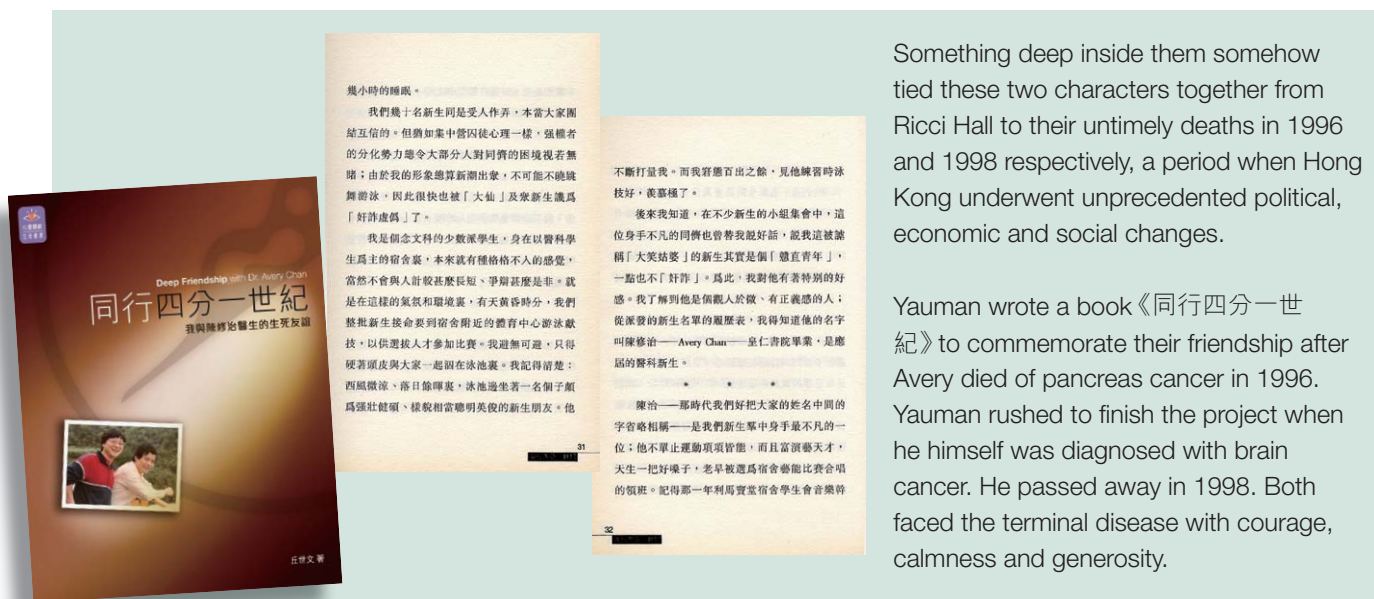 Deep Friendship with Dr. Avery Chan
同行四分一世紀
我與陳修治醫生的生死友誼
丘世文 著
幾小時的睡眠。
我們幾十名新生同是受人作弄,本當大家團
結互信的。但猶如集中營囚徒心理一樣,强權者
的分化勢力總令大部分人對同儕的困境視若無
睹;由於我的形象總算新潮出衆,不可能不曉跳
舞游泳,因此很快也被「大仙」及衆新生譏爲
「奸詐虛僞」了。
我是個念文科的少數派學生,身在以醫科學
生爲主的宿舍裏,本來就有種格格不入的感覺,
當然不會與人計較甚麼長短、爭辯甚麼是非。就
是在這樣的氣氛和環境裏,有天黃昏時分,我們
整批新生接命要到宿舍附近的體育中心游泳獻
技,以供選拔人才參加比賽。我避無可避,只得
硬著頭皮與大家一起泅在泳池裏。我記得清楚:
西風微涼、落日餘暉裏,泳池邊坐著一名個子頗
爲强壯健碩、樣貌相當聰明英俊的新生朋友。他
31
不斷打量我。而我窘態百出之餘,見他練習時泳
技好,羨慕極了。
後來我知道,在不少新生的小組集會中,這
位身手不凡的同儕也曾替我說好話,說我這被謔
稱「大笑姑婆」的新生其實是個「戇直青年」,
一點也不「奸詐」。爲此,我對他有著特別的好
感。我了解到他是個觀人於微、有正義感的人;
從派發的新生名單的履歷表,我得知道他的名字
叫陳修治——Avery Chan——皇仁書院畢業,是應
屆的醫科新生。
* * *
陳治——那時代我們好把大家的姓名中間的
字省略相稱——是我們新生羣中身手最不凡的一
位;他不單止運動項項皆能,而且富演藝天才,
天生一把好嗓子,老早被選爲宿舍藝能比賽合唱
的領班。記得那一年利瑪竇堂宿舍學生會音樂幹
32
Something deep inside them somehow
tied these two characters together from
Ricci Hall to their untimely deaths in 1996
and 1998 respectively, a period when Hong
Kong underwent unprecedented political,
economic and social changes.
Yauman wrote a book《同行四分一世
紀》to commemorate their friendship after
Avery died of pancreas cancer in 1996.
Yauman rushed to finish the project when
he himself was diagnosed with brain
cancer. He passed away in 1998. Both
faced the terminal disease with courage,
calmness and generosity.